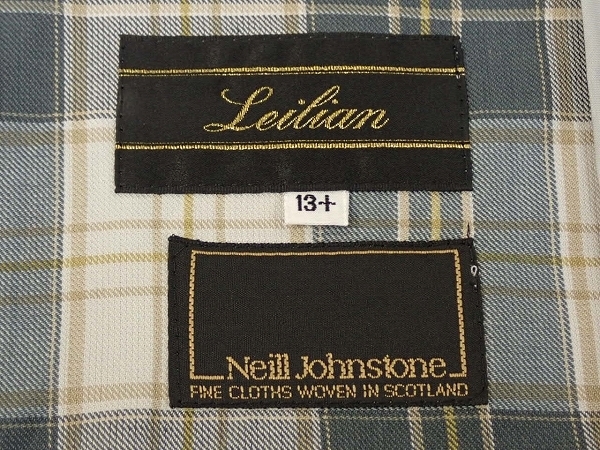 Leilian
13+
Neill Johnstone
FINE CLOTHS WOVEN IN SCOTLAND